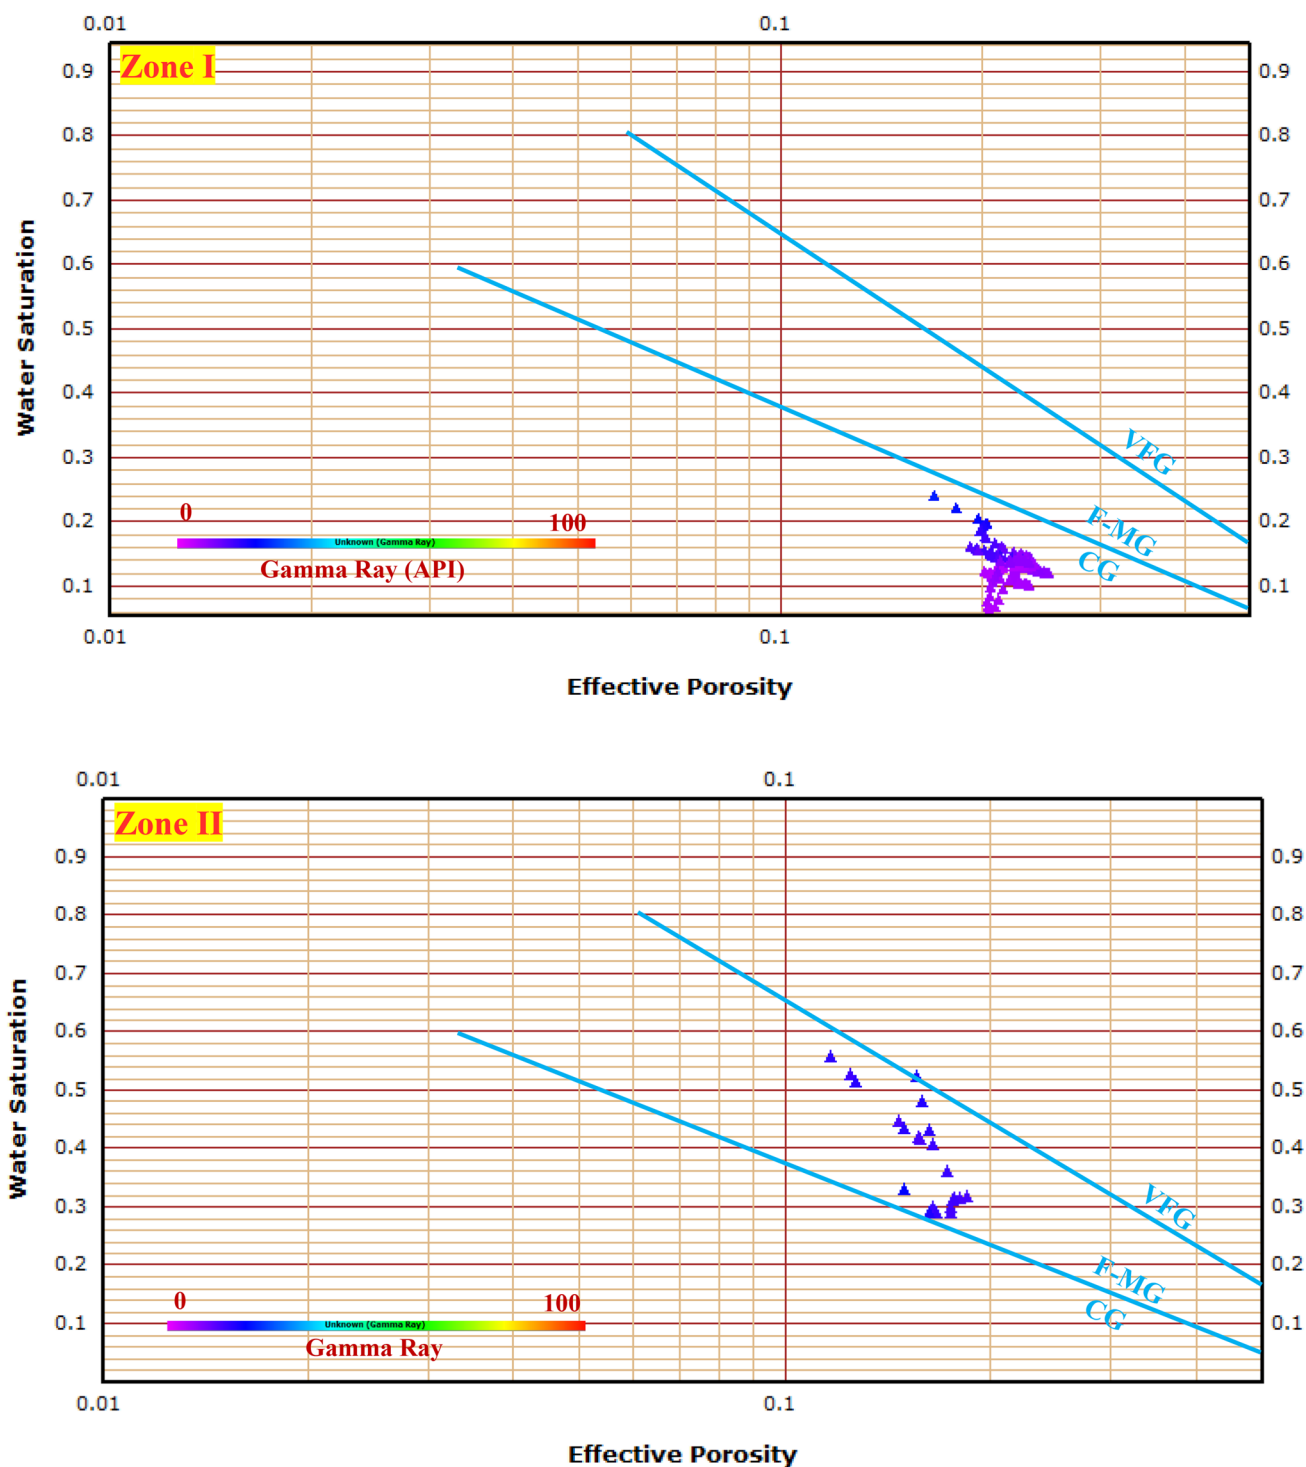 0.01 0.1
Zone I
0.9 0.9
0.8 0.8
0.7 0.7
0.6 0.6
0.5 0.5
0.4 0.4
0.3 0.3
0.2 0.2
0.1 0.1
Water Saturation
VFG
F-MG
CG
0 100
Unknown (Gamma Ray)
Gamma Ray (API)
0.01 0.1
Effective Porosity
0.01 0.1
Zone II
0.9 0.9
0.8 0.8
0.7 0.7
0.6 0.6
0.5 0.5
0.4 0.4
0.3 0.3
0.2 0.2
0.1 0.1
Water Saturation
VFG
F-MG
CG
0 100
Unknown (Gamma Ray)
Gamma Ray
0.01 0.1
Effective Porosity